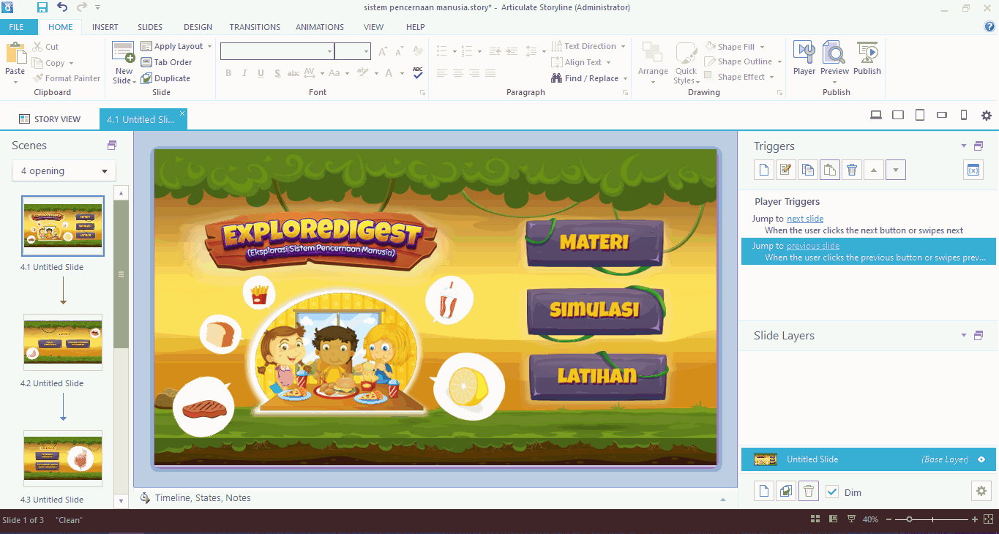 sistem pencernaan manusia.story* - Articulate Storyline (Administrator)
FILE HOME INSERT SLIDES DESIGN TRANSITIONS ANIMATIONS VIEW HELP
Paste
Cut
Copy
Format Painter
Clipboard
New Slide
Apply Layout
Tab Order
Duplicate
Slide
B I U S abc AV Aa ab A ABC
Font
Text Direction
Align Text
Find / Replace
Paragraph
Arrange
Quick Styles
Shape Fill
Shape Outline
Shape Effect
Drawing
Player Preview Publish
Publish
STORY VIEW
4.1 Untitled Sli...
Scenes
4 opening
4.1 Untitled Slide
4.2 Untitled Slide
4.3 Untitled Slide
EXPLOREDIGEST
(Eksplorasi Sistem Pencernaan Manusia)
MATERI
SIMULASI
LATIHAN
Timeline, States, Notes
Triggers
Player Triggers
Jump to next slide
When the user clicks the next button or swipes next
Jump to previous slide
When the user clicks the previous button or swipes prev...
Slide Layers
Untitled Slide (Base Layer)
Dim
Slide 1 of 3 "Clean"
40%